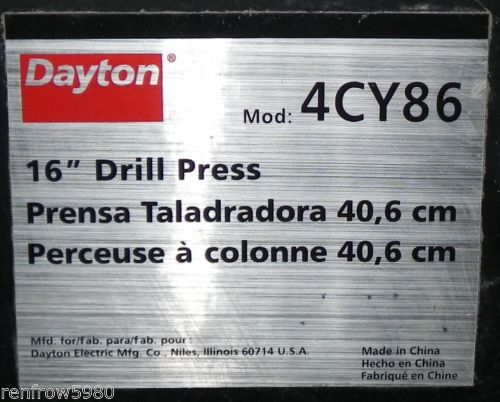 Dayton®
Mod: 4CY86
16” Drill Press
Prensa Taladradora 40,6 cm
Perceuse à colonne 40,6 cm
Mfd. for/fab. para/fab. pour :
Dayton Electric Mfg. Co., Niles, Illinois 60714 U.S.A.
Made in China
Hecho en China
Fabriqué en Chine
renfrow5980